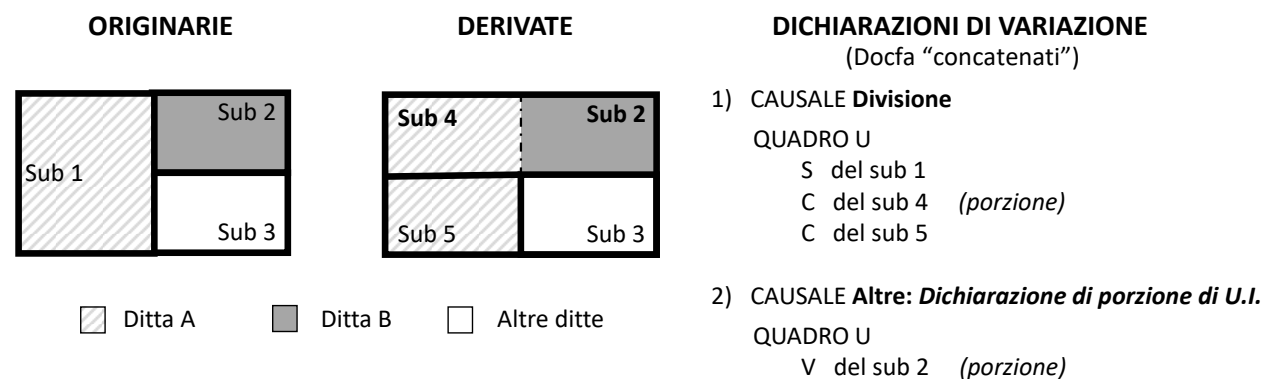 ORIGINARIE
DERIVATE
DICHIARAZIONI DI VARIAZIONE
(Docfa “concatenati”)
Sub 1
Sub 2
Sub 3
Sub 4
Sub 2
Sub 5
Sub 3
Ditta A
Ditta B
Altre ditte
1) CAUSALE Divisione
QUADRO U
S del sub 1
C del sub 4 (porzione)
C del sub 5
2) CAUSALE Altre: Dichiarazione di porzione di U.I.
QUADRO U
V del sub 2 (porzione)